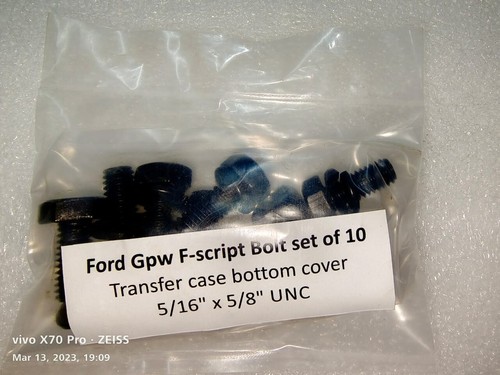 Ford Gpw F-script Bolt set of 10
Transfer case bottom cover
5/16" x 5/8" UNC
vivo X70 Pro · ZEISS
Mar 13, 2023, 19:09